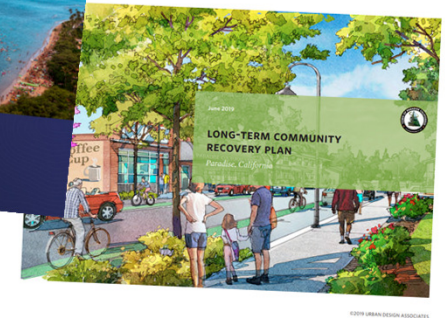 June 2019
LONG-TERM COMMUNITY
RECOVERY PLAN
Paradise, California
Coffee
Cup
©2019 URBAN DESIGN ASSOCIATES